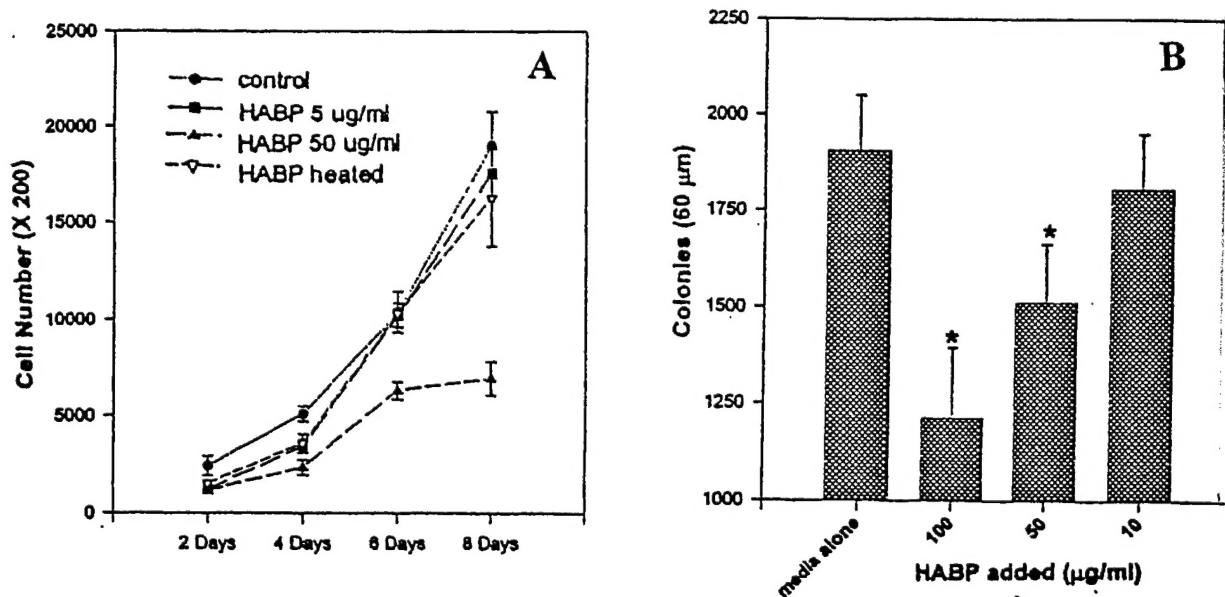 A
control
HABP 5 ug/ml
HABP 50 ug/ml
HABP heated
Cell Number (X 200)
25000
20000
15000
10000
5000
0
2 Days
4 Days
6 Days
8 Days
B
Colonies (60 μm)
2250
2000
1750
1500
1250
1000
*
*
media alone
100
50
10
HABP added (μg/ml)